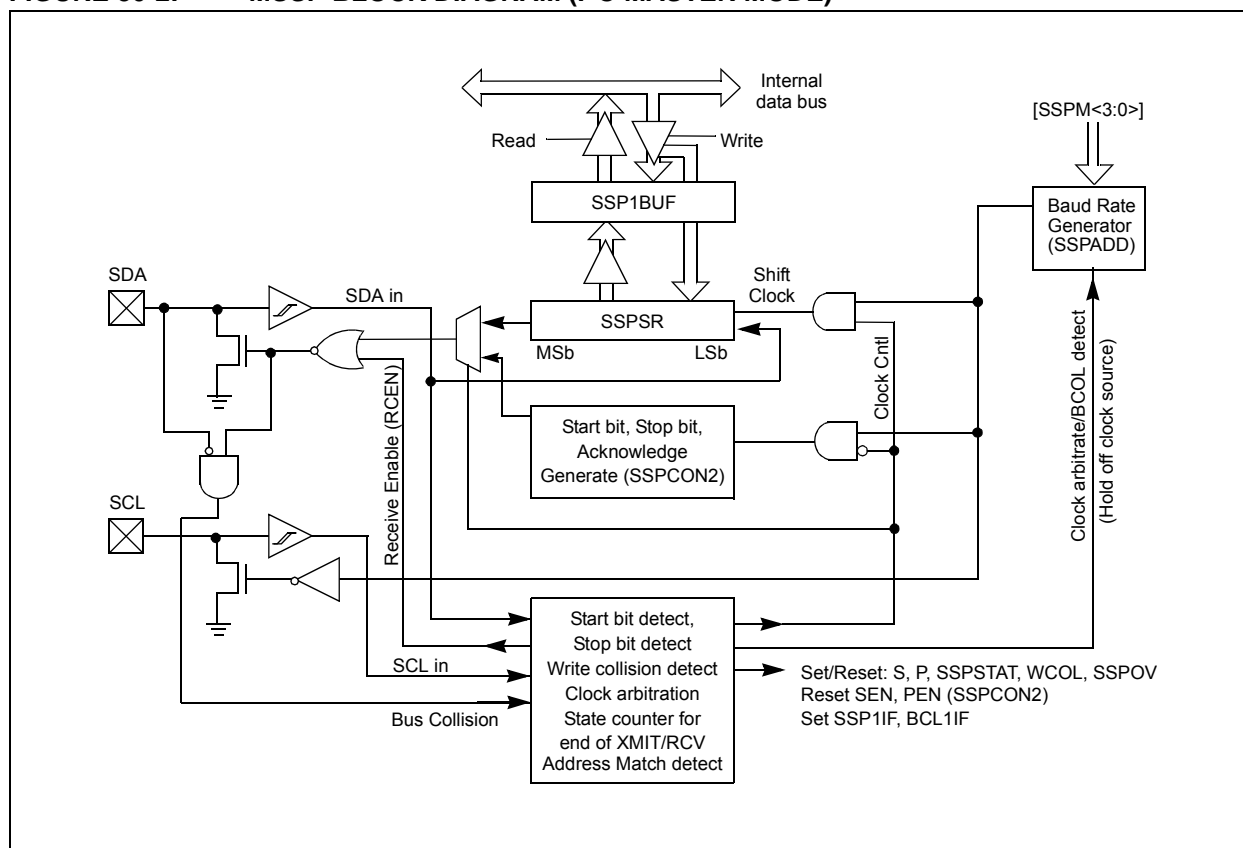 Internal
data bus
[SSPM<3:0>]
Read
Write
SSP1BUF
Baud Rate
Generator
(SSPADD)
SDA
SDA in
Shift
Clock
SSPSR
MSb
LSb
Clock Cntl
Start bit, Stop bit,
Acknowledge
Generate (SSPCON2)
Receive Enable (RCEN)
Clock arbitrate/BCOL detect
(Hold off clock source)
SCL
SCL in
Bus Collision
Start bit detect,
Stop bit detect
Write collision detect
Clock arbitration
State counter for
end of XMIT/RCV
Address Match detect
Set/Reset: S, P, SSPSTAT, WCOL, SSPOV
Reset SEN, PEN (SSPCON2)
Set SSP1IF, BCL1IF